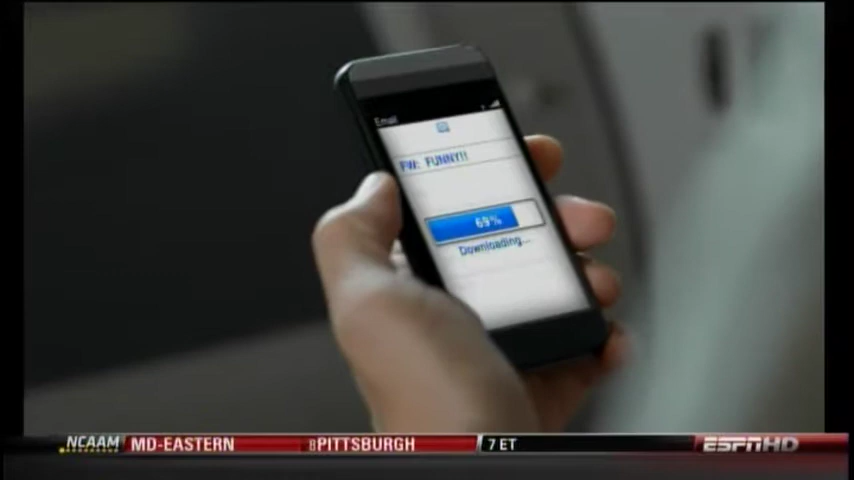 Email
FW: FUNNY!!
69%
Downloading...
NCAAM MD-EASTERN 8 PITTSBURGH 7 ET ESPN HD